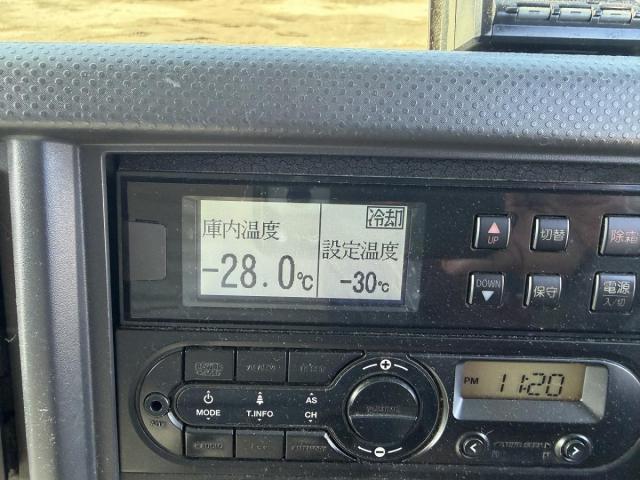 冷却
庫内温度
設定温度
-28.0℃
-30℃
UP
切替
除霜
DOWN
保守
電源
入/切
MODE
T.INFO
AS
CH
PM 11:20
AUDIO